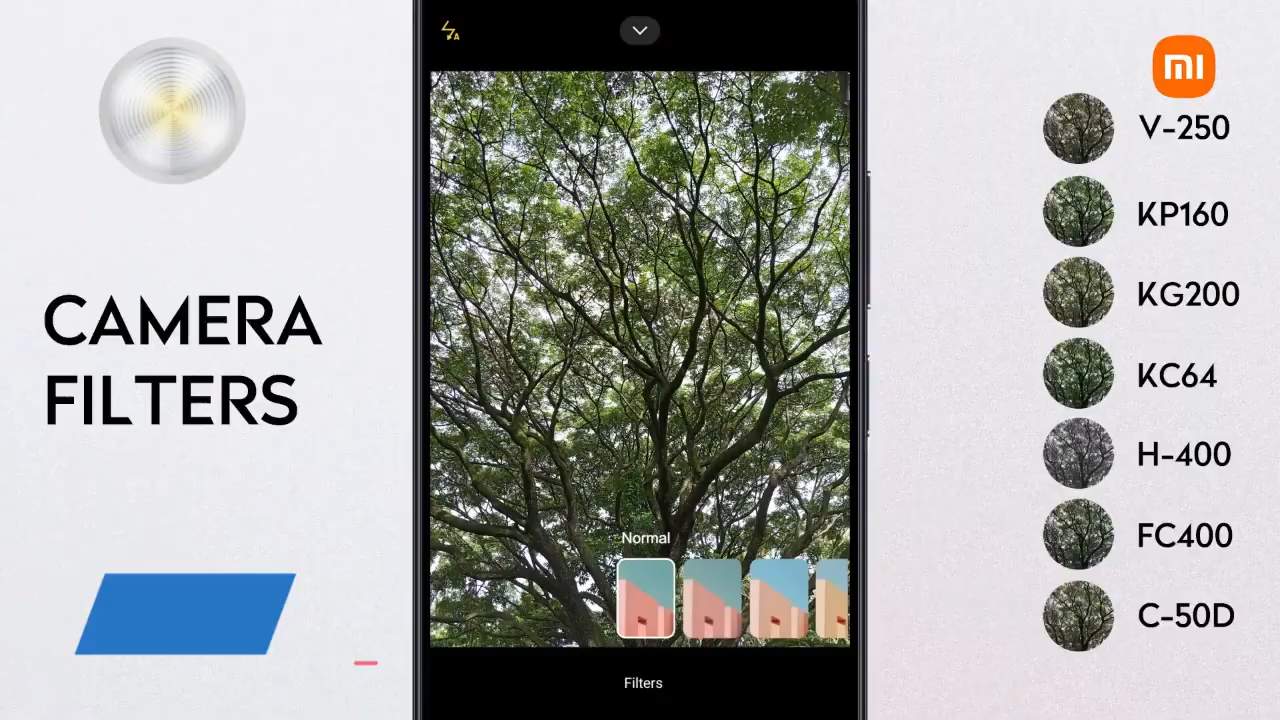 CAMERA
FILTERS
A
Normal
Filters
mi
V-250
KP160
KG200
KC64
H-400
FC400
C-50D